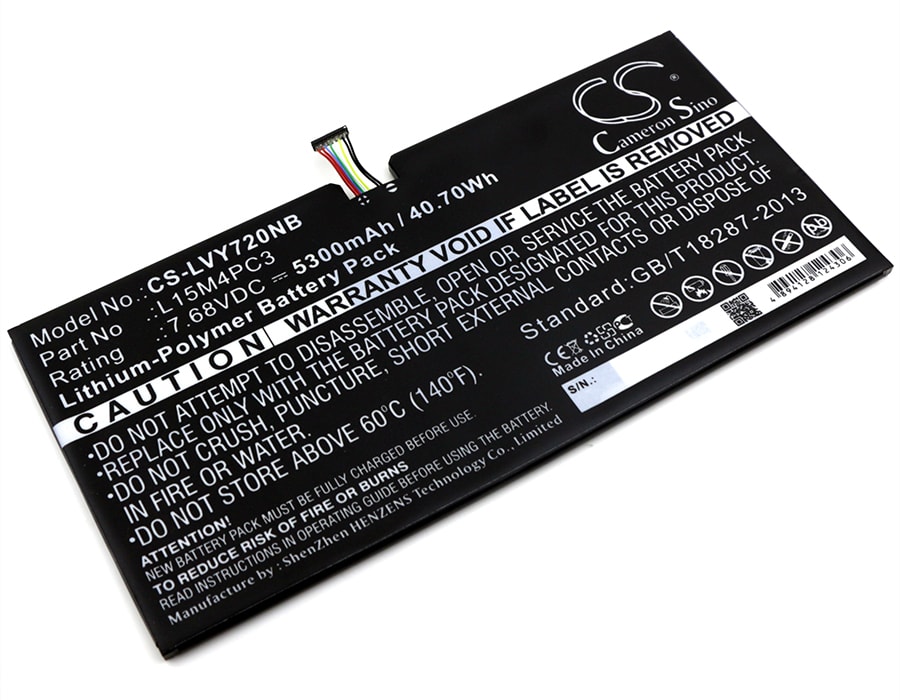 CS
Cameron Sino
Model No.: CS-LVY720NB
Part No : L15M4PC3
Rating : 7.68VDC 5300mAh / 40.70Wh
Lithium-Polymer Battery Pack
WARRANTY VOID IF LABEL IS REMOVED
CAUTION
•DO NOT ATTEMPT TO DISASSEMBLE, OR SERVICE THE BATTERY PACK.
•REPLACE ONLY WITH THE BATTERY PACK DESIGNATED FOR THIS PRODUCT.
•DO NOT CRUSH, PUNCTURE, SHORT EXTERNAL CONTACTS, OR DISPOSE OF
IN FIRE OR WATER.
•DO NOT STORE ABOVE 60°C (140°F).
Standard: GB/T18287-2013
4894128124306
CE
Made in China
S/N.:
ATTENTION!
NEW BATTERY PACK MUST BE FULLY CHARGED BEFORE USE.
TO REDUCE RISK OF FIRE OR BURNS
READ INSTRUCTIONS IN OPERATING GUIDE BEFORE USING THIS BATTERY.
Manufacture by : ShenZhen HENZENS Technology Co., Limited